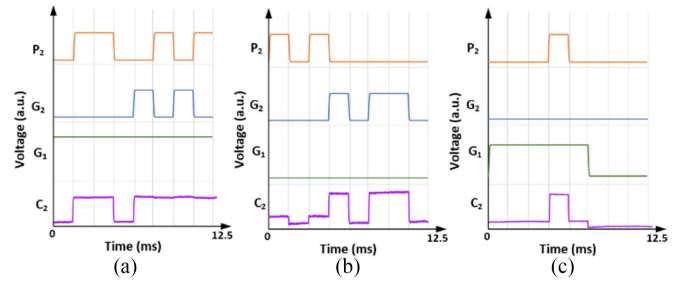 Voltage (a.u.)
P₂
G₂
G₁
C₂
0
12.5
Time (ms)
(a)
Voltage (a.u.)
P₂
G₂
G₁
C₂
0
12.5
Time (ms)
(b)
Voltage (a.u.)
P₂
G₂
G₁
C₂
0
12.5
Time (ms)
(c)